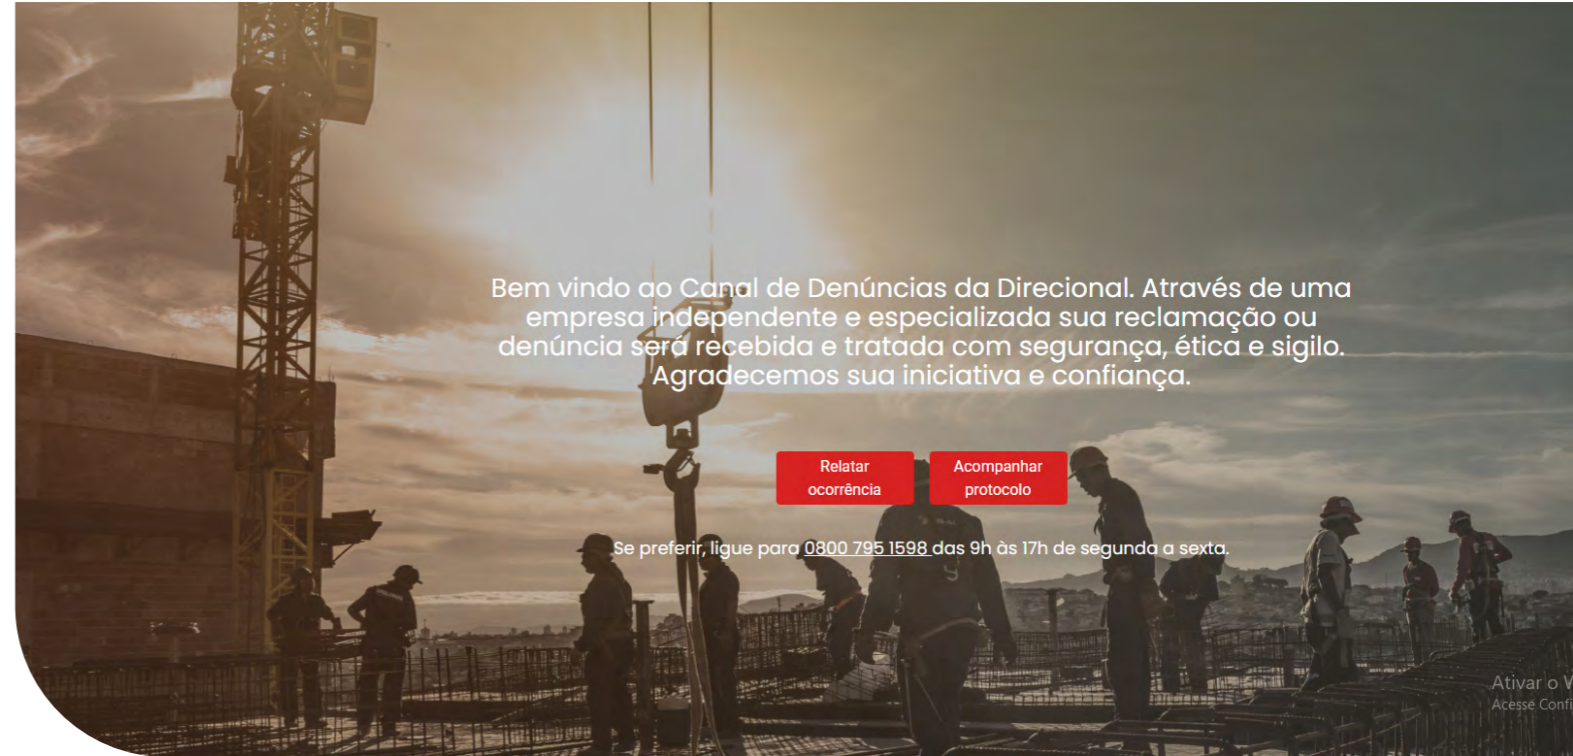 Bem vindo ao Canal de Denúncias da Direcional. Através de uma
empresa independente e especializada sua reclamação ou
denúncia será recebida e tratada com segurança, ética e sigilo.
Agradecemos sua iniciativa e confiança.
Relatar
ocorrência
Acompanhar
protocolo
Se preferir, ligue para 0800 795 1598 das 9h às 17h de segunda a sexta.
Ativar o
Acesse